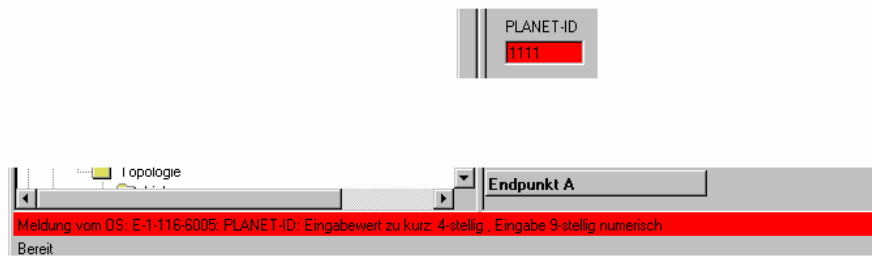 PLANET-ID
1111
Topologie
Endpunkt A
Meldung vom OS: E-1-116-6005: PLANET-ID: Eingabewert zu kurz: 4-stellig , Eingabe 9-stellig numerisch
Bereit